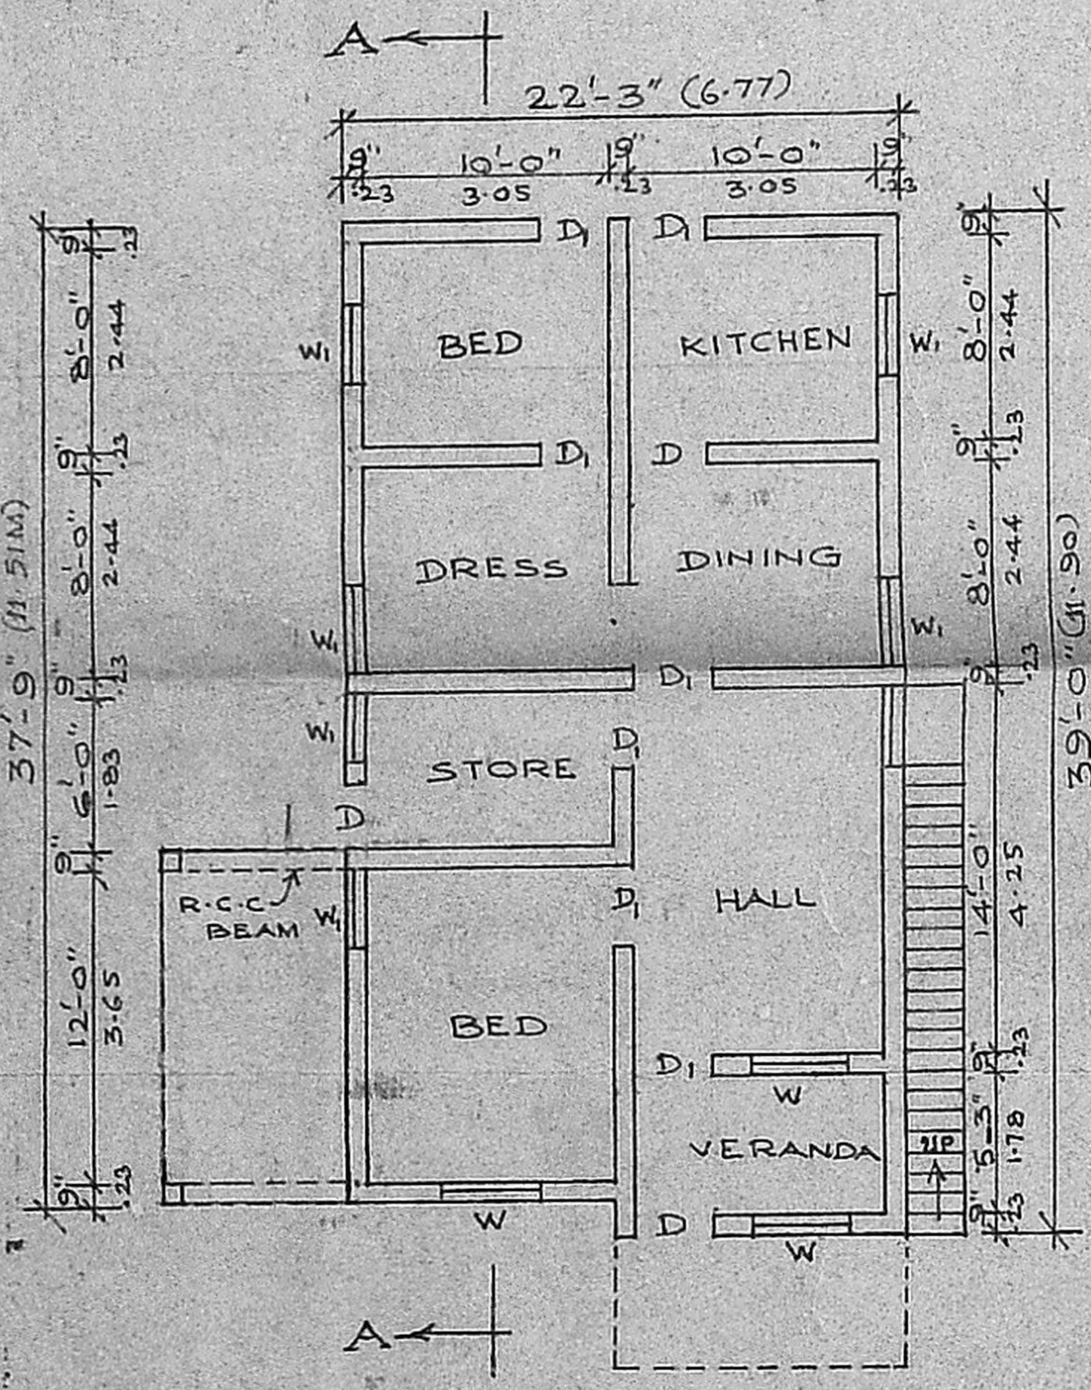 A
22'-3" (6.77)
9" 10'-0" 9" 10'-0" 9"
.23 3.05 .23 3.05 .23
D1 D1
BED KITCHEN
W1 W1
D1 D
DRESS DINING
W1 W1
D1
W1
STORE D1
D
R.C.C BEAM W1
D1 HALL
BED
D1
W
VERANDA
UP
W
D
W
A
37'-9" (11.51M)
9" 8'-0" 9" 8'-0" 9" 6'-0" 9" 12'-0" 9"
.23 2.44 .23 2.44 .23 1.83 3.65 .23
9" 8'-0" 9" 8'-0" 9" 14'-0" 9" 5'-3" 9"
2.44 .23 2.44 .23 4.25 .23 1.78 .23
39'-0" (11.90)